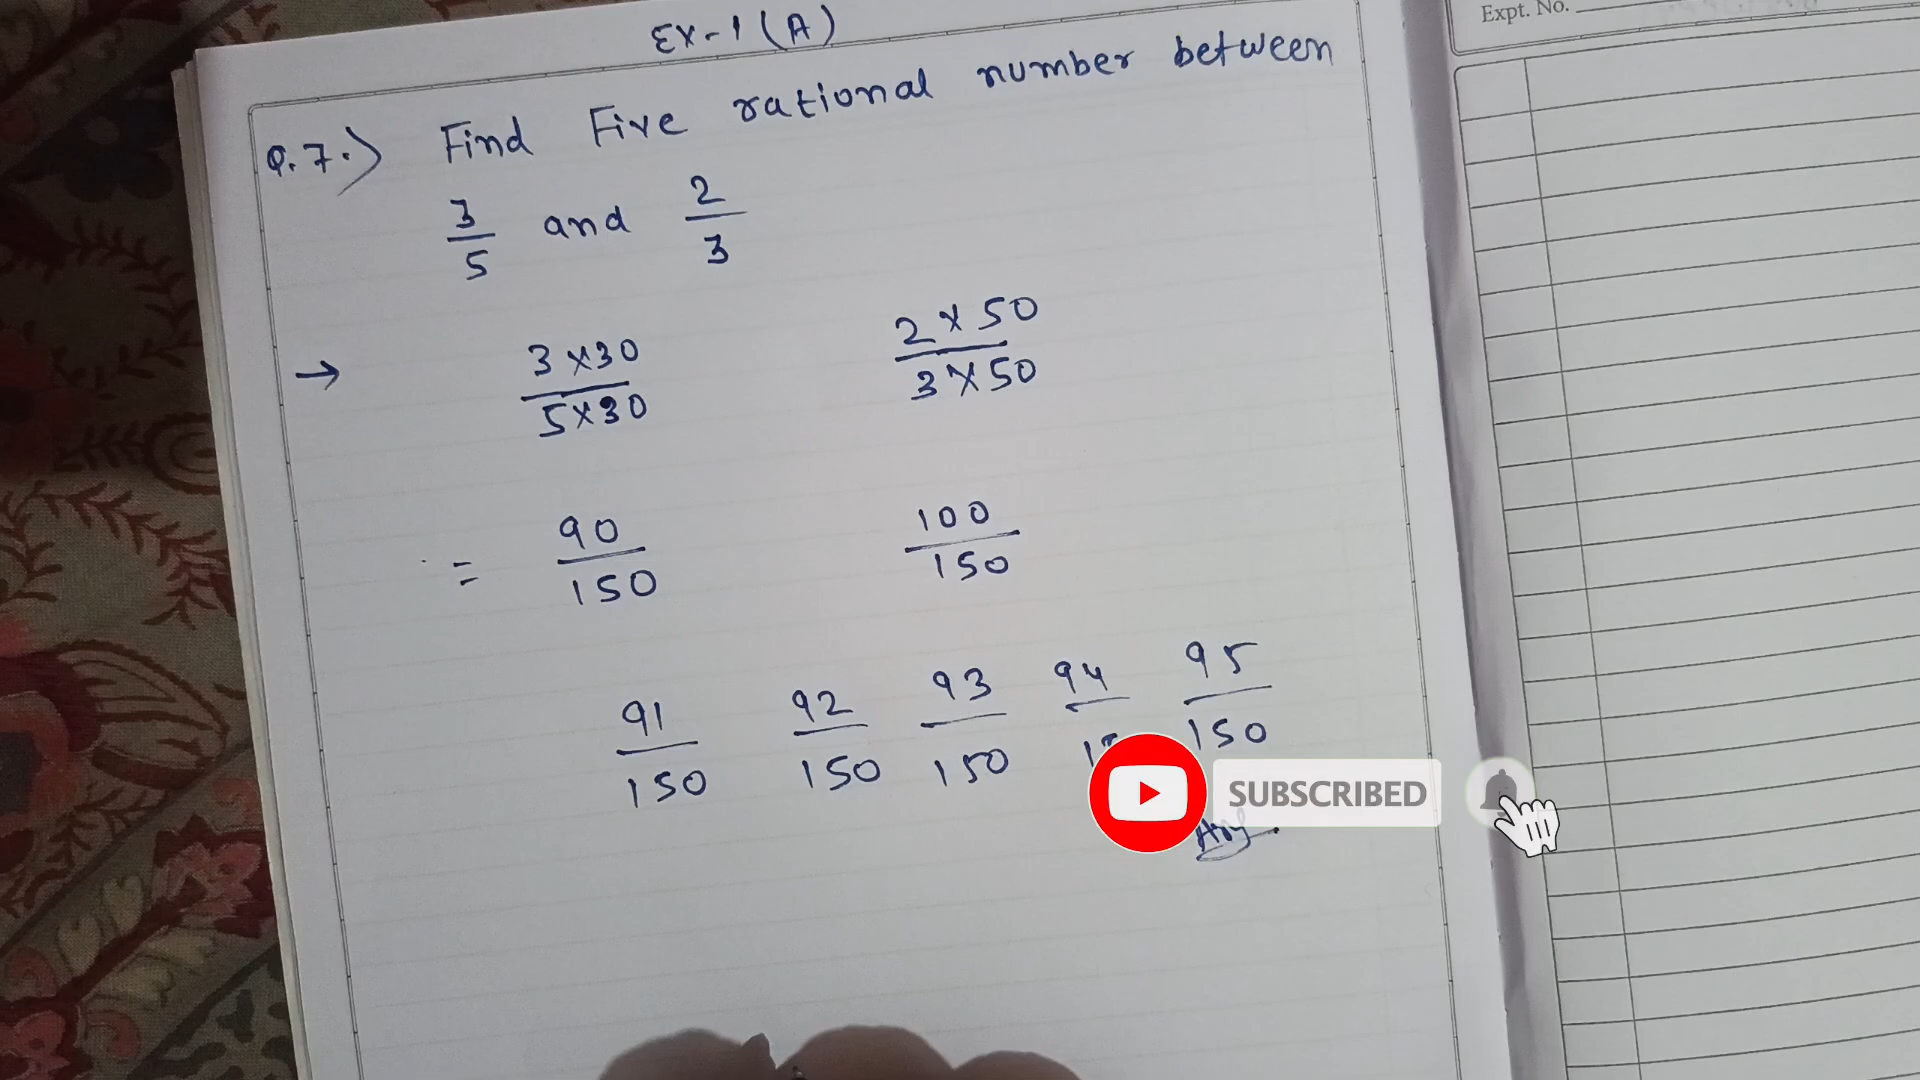 Ex-1 (A)
Expt. No.
Q.7.) Find Five rational number between
3/5 and 2/3
→ 3×30/5×30 2×50/3×50
= 90/150 100/150
91/150 92/150 93/150 94/ 95/150
SUBSCRIBED
Ans